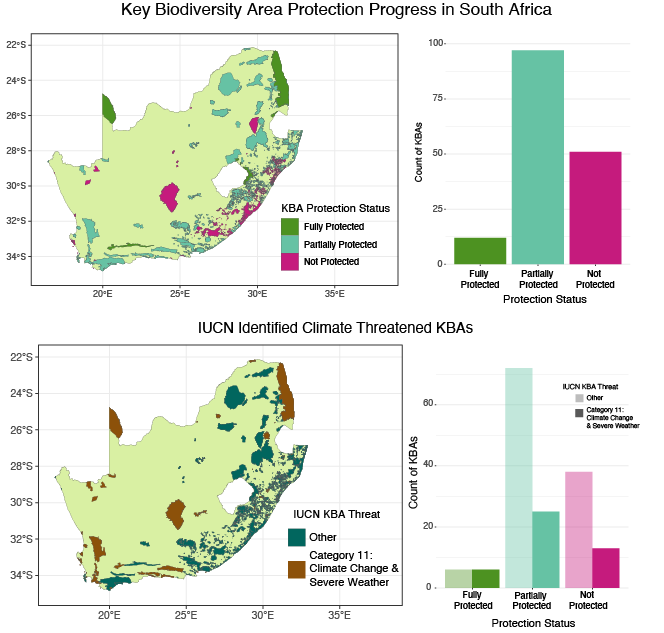 Key Biodiversity Area Protection Progress in South Africa
22°S
24°S
26°S
28°S
30°S
32°S
34°S
20°E
25°E
30°E
35°E
KBA Protection Status
Fully Protected
Partially Protected
Not Protected
Count of KBAs
100
75
50
25
0
Fully
Protected
Partially
Protected
Not
Protected
Protection Status
IUCN Identified Climate Threatened KBAs
22°S
24°S
26°S
28°S
30°S
32°S
34°S
20°E
25°E
30°E
35°E
IUCN KBA Threat
Other
Category 11:
Climate Change &
Severe Weather
Count of KBAs
60
40
20
0
IUCN KBA Threat
Other
Category 11:
Climate Change
& Severe Weather
Fully
Protected
Partially
Protected
Not
Protected
Protection Status